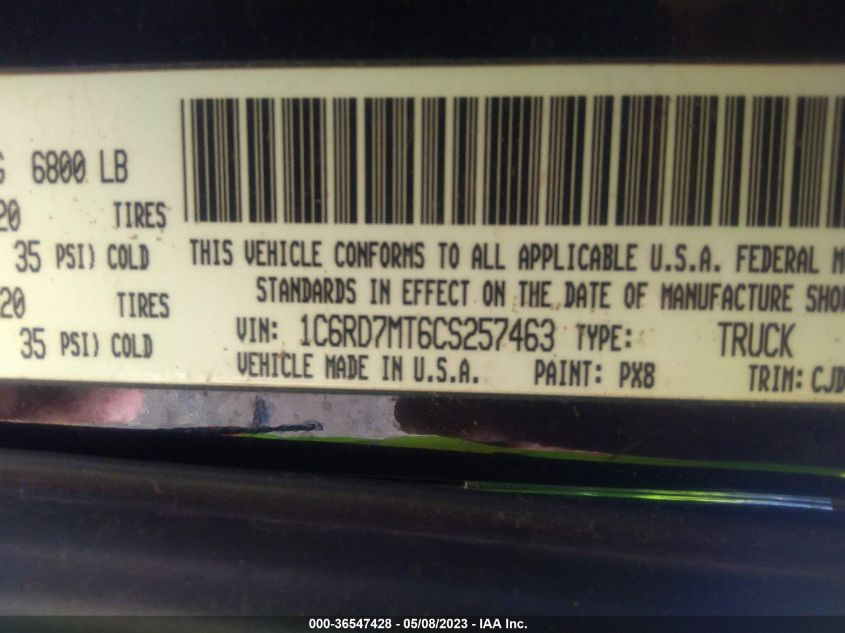 G 6800 LB
20 TIRES
35 PSI) COLD
20 TIRES
35 PSI) COLD
THIS VEHICLE CONFORMS TO ALL APPLICABLE U.S.A. FEDERAL M
STANDARDS IN EFFECT ON THE DATE OF MANUFACTURE SHO
VIN: 1C6RD7MT6CS257463 TYPE: TRUCK
VEHICLE MADE IN U.S.A. PAINT: PX8 TRIM: CJD
000-36547428 - 05/08/2023 - IAA Inc.